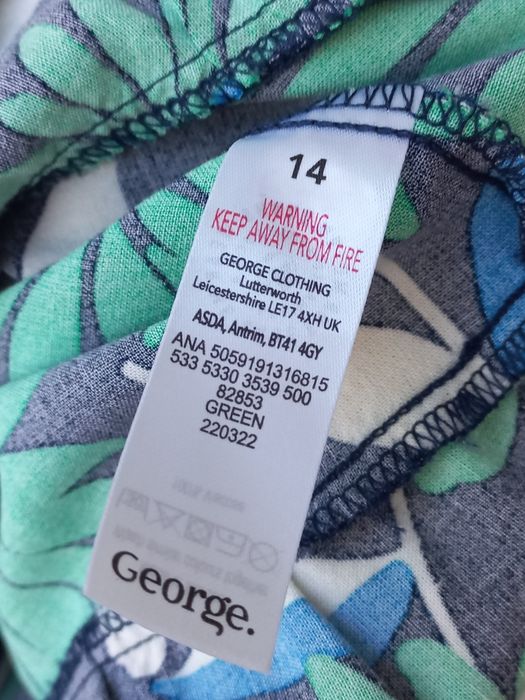 14
WARNING
KEEP AWAY FROM FIRE
GEORGE CLOTHING
Lutterworth
Leicestershire LE17 4XH UK
ASDA, Antrim, BT41 4GY
ANA 5059191316815
533 5330 3539 500
82853
GREEN
220322
George.